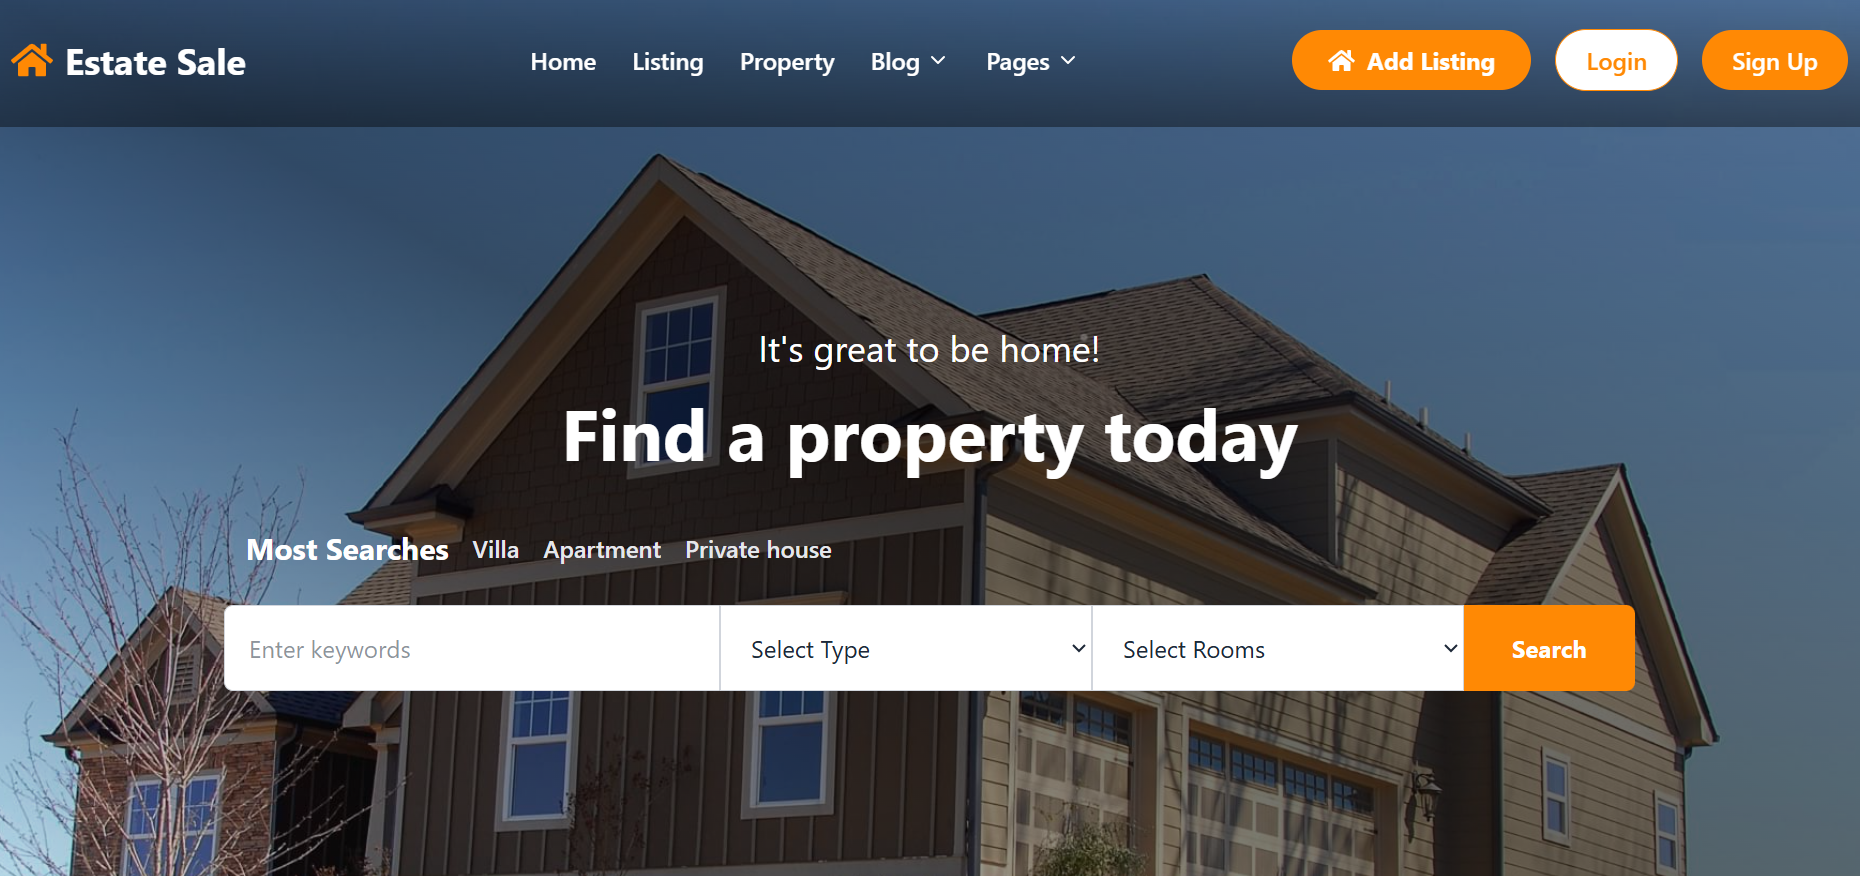 Estate Sale Home Listing Property Blog Pages Add Listing Login Sign Up
It's great to be home!
Find a property today
Most Searches Villa Apartment Private house
Enter keywords Select Type Select Rooms Search